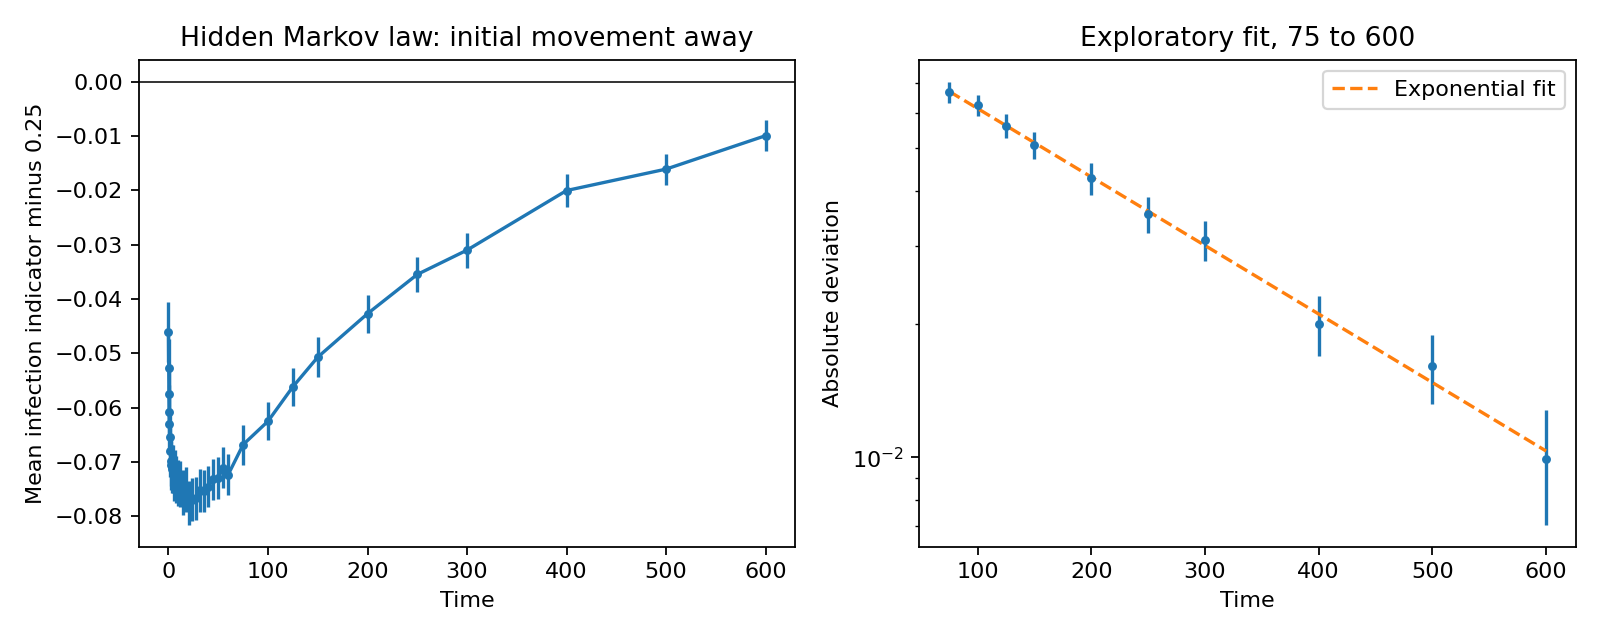 Hidden Markov law: initial movement away
Mean infection indicator minus 0.25
0.00
−0.01
−0.02
−0.03
−0.04
−0.05
−0.06
−0.07
−0.08
0 100 200 300 400 500 600
Time
Exploratory fit, 75 to 600
Exponential fit
Absolute deviation
10⁻²
100 200 300 400 500 600
Time